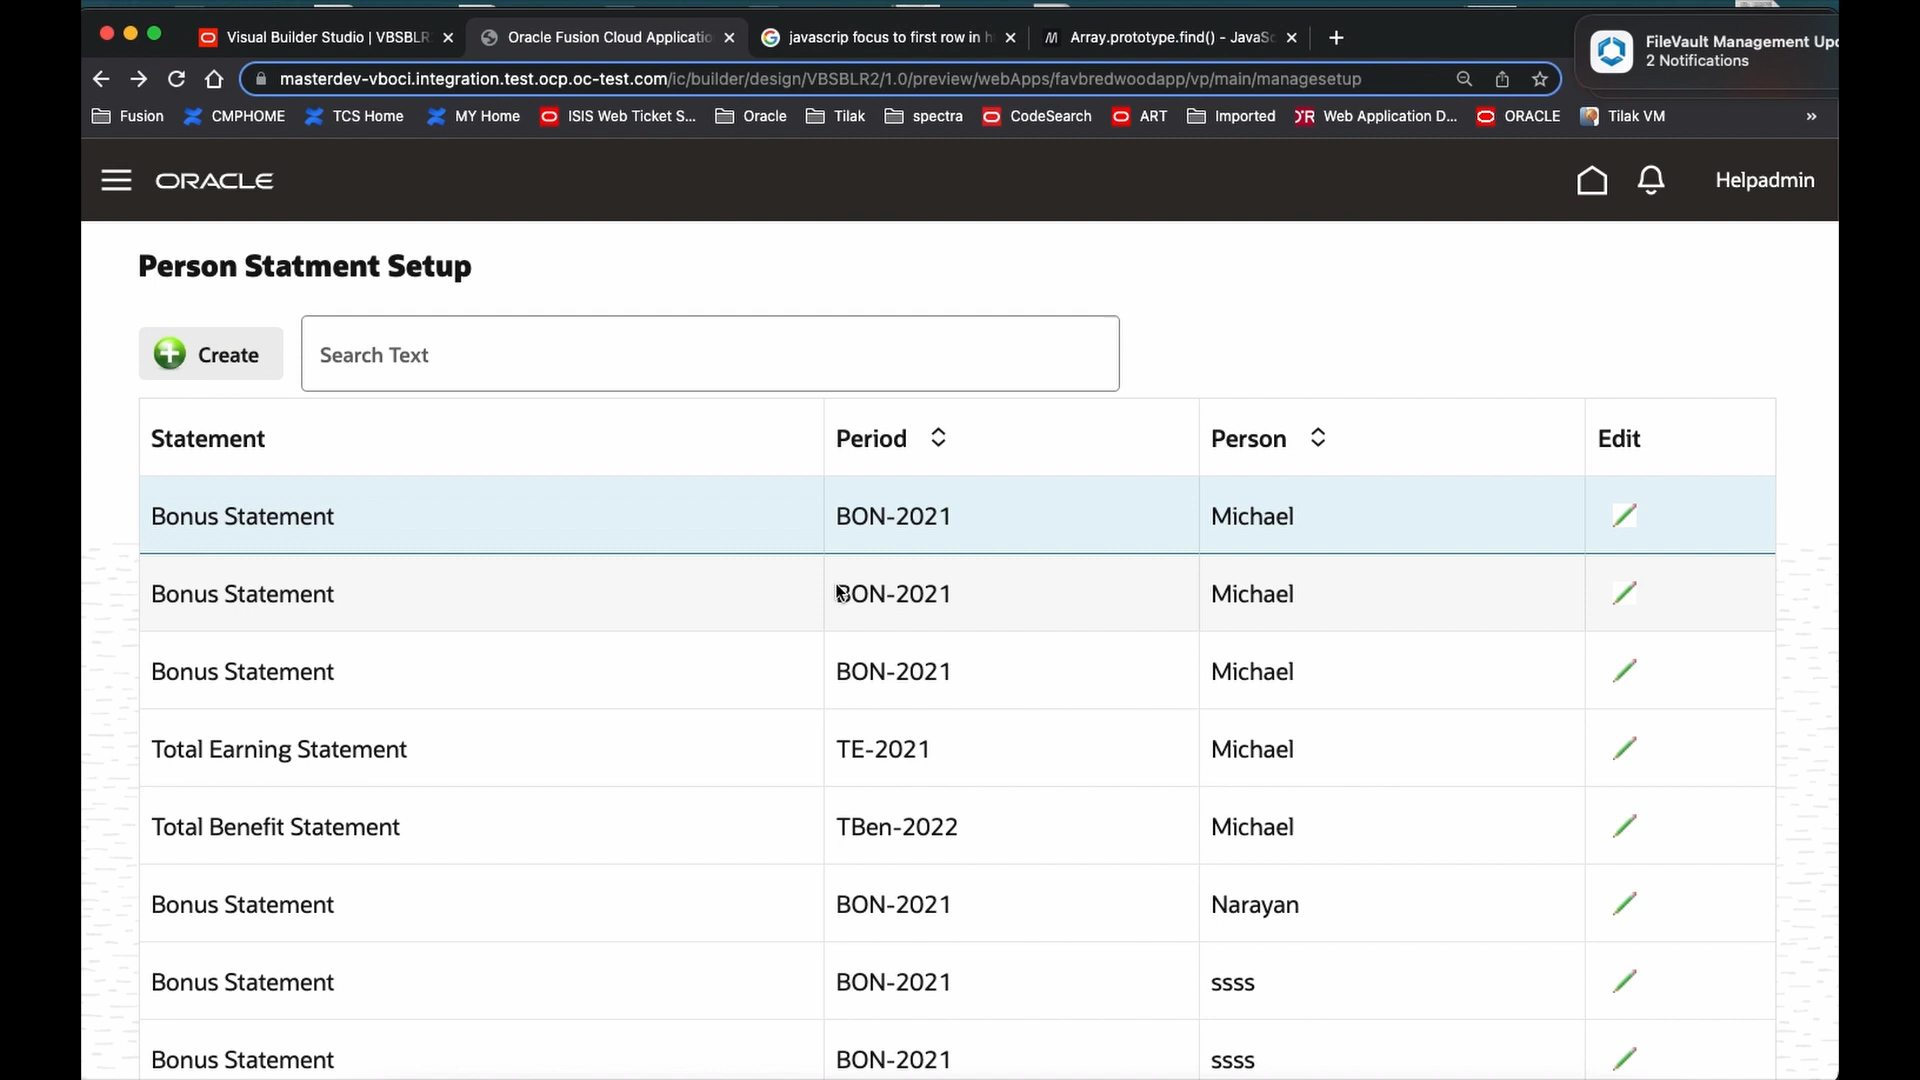 Visual Builder Studio | VBSBLR
Oracle Fusion Cloud Applicatio
javascrip focus to first row in h
Array.prototype.find() - JavaSc
FileVault Management Upd
2 Notifications
masterdev-vboci.integration.test.ocp.oc-test.com/ic/builder/design/VBSBLR2/1.0/preview/webApps/favbredwoodapp/vp/main/managesetup
Fusion
CMPHOME
TCS Home
MY Home
ISIS Web Ticket S...
Oracle
Tilak
spectra
CodeSearch
ART
Imported
Web Application D...
ORACLE
Tilak VM
»
ORACLE
Helpadmin
Person Statment Setup
Create
Search Text
Statement Period Person Edit
Bonus Statement BON-2021 Michael
Bonus Statement BON-2021 Michael
Bonus Statement BON-2021 Michael
Total Earning Statement TE-2021 Michael
Total Benefit Statement TBen-2022 Michael
Bonus Statement BON-2021 Narayan
Bonus Statement BON-2021 ssss
Bonus Statement BON-2021 ssss